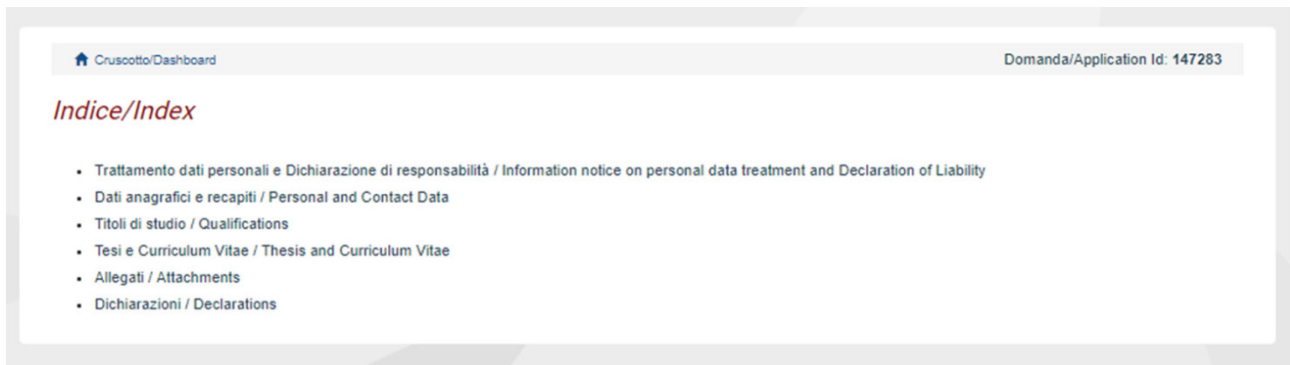 Cruscotto/Dashboard Domanda/Application Id: 147283
Indice/Index
Trattamento dati personali e Dichiarazione di responsabilità / Information notice on personal data treatment and Declaration of Liability
Dati anagrafici e recapiti / Personal and Contact Data
Titoli di studio / Qualifications
Tesi e Curriculum Vitae / Thesis and Curriculum Vitae
Allegati / Attachments
Dichiarazioni / Declarations